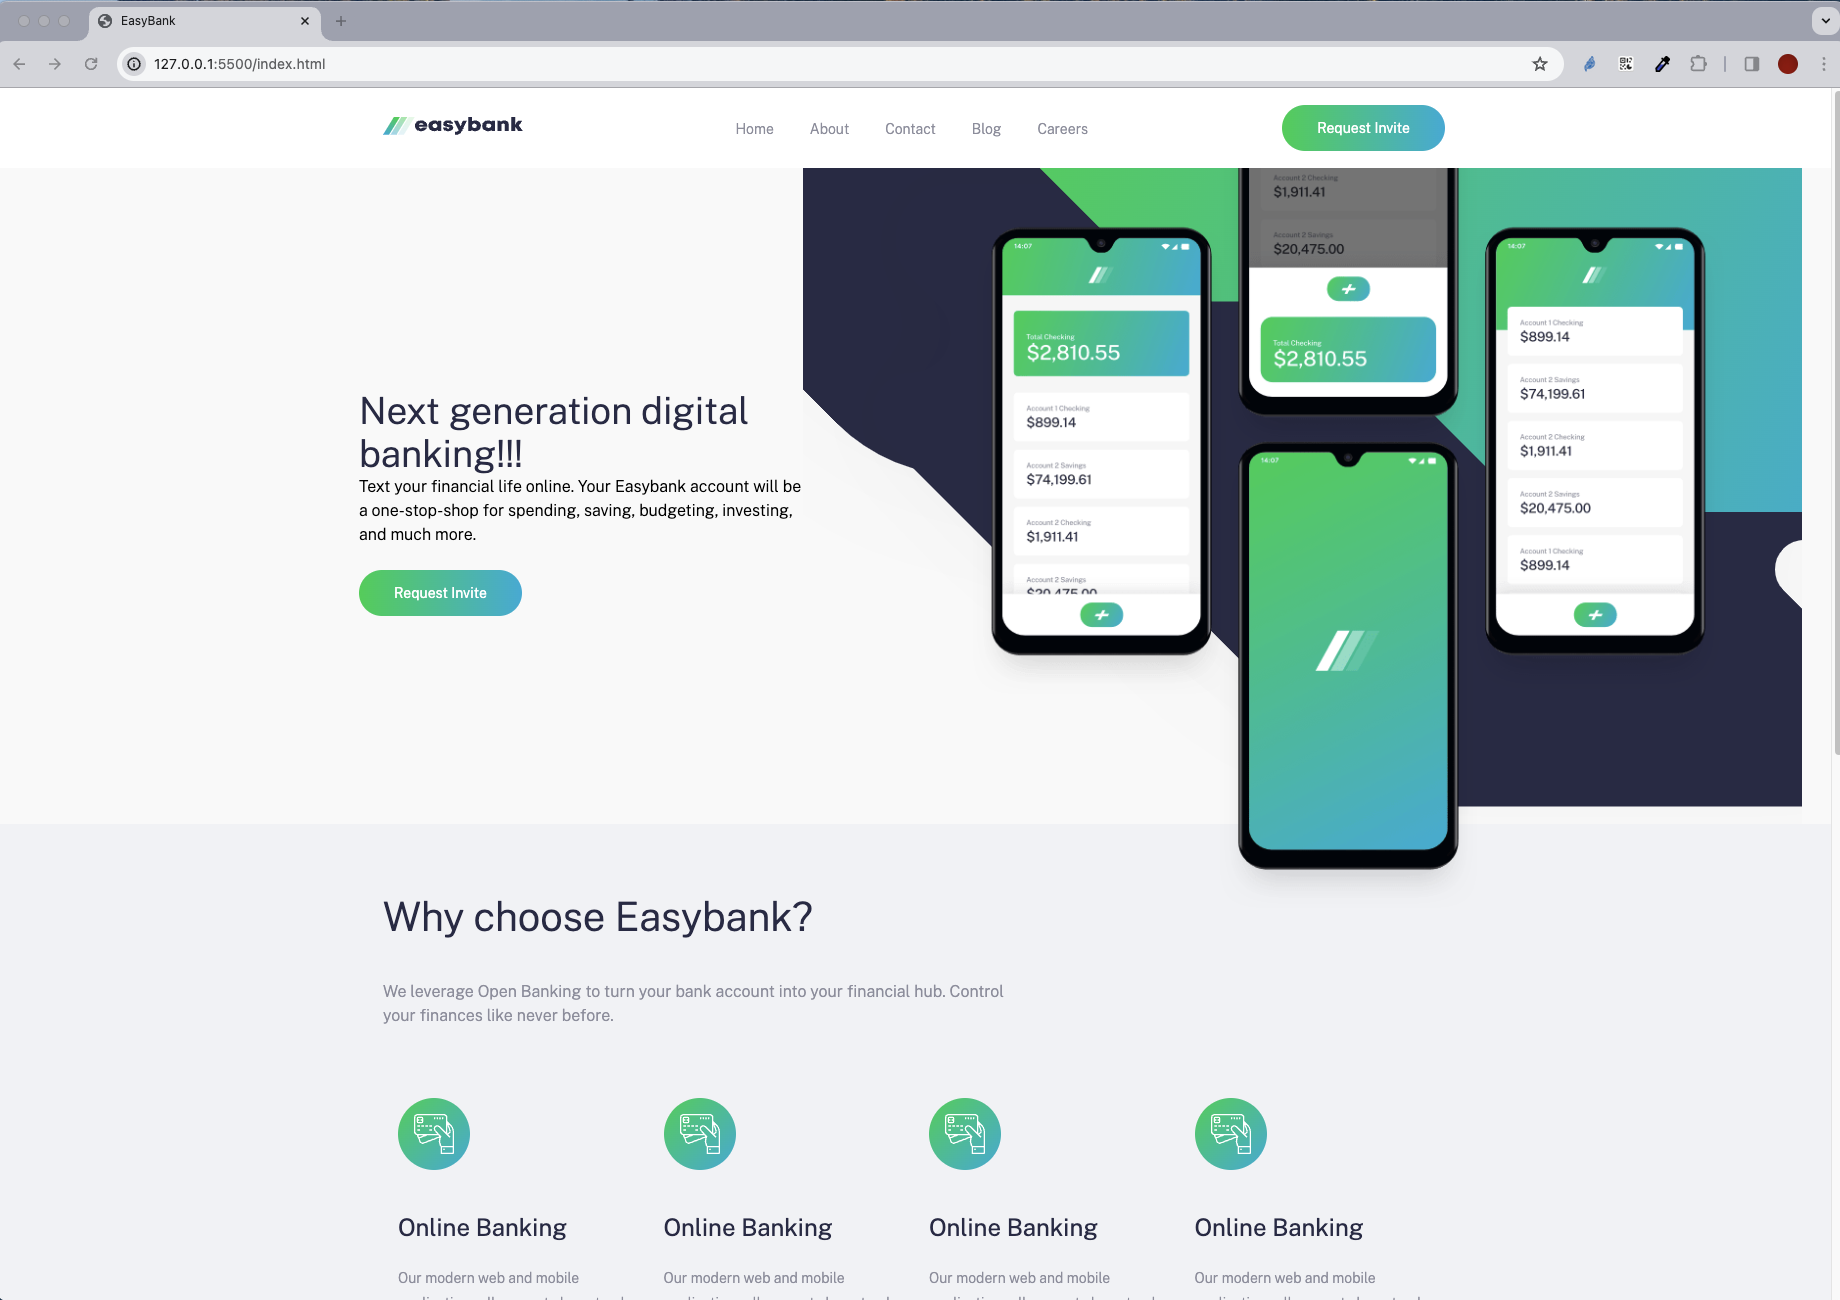 EasyBank
127.0.0.1:5500/index.html
easybank
Home
About
Contact
Blog
Careers
Request Invite
Next generation digital
banking!!!
Text your financial life online. Your Easybank account will be
a one-stop-shop for spending, saving, budgeting, investing,
and much more.
Request Invite
14:07
Total Checking
$2,810.55
Account 1 Checking
$899.14
Account 2 Savings
$74,199.61
Account 2 Checking
$1,911.41
Account 2 Savings
$20,475.00
Account 2 Checking
$1,911.41
Account 2 Savings
$20,475.00
Total Checking
$2,810.55
14:07
14:07
Account 1 Checking
$899.14
Account 2 Savings
$74,199.61
Account 2 Checking
$1,911.41
Account 2 Savings
$20,475.00
Account 1 Checking
$899.14
Why choose Easybank?
We leverage Open Banking to turn your bank account into your financial hub. Control
your finances like never before.
Online Banking
Our modern web and mobile
Online Banking
Our modern web and mobile
Online Banking
Our modern web and mobile
Online Banking
Our modern web and mobile